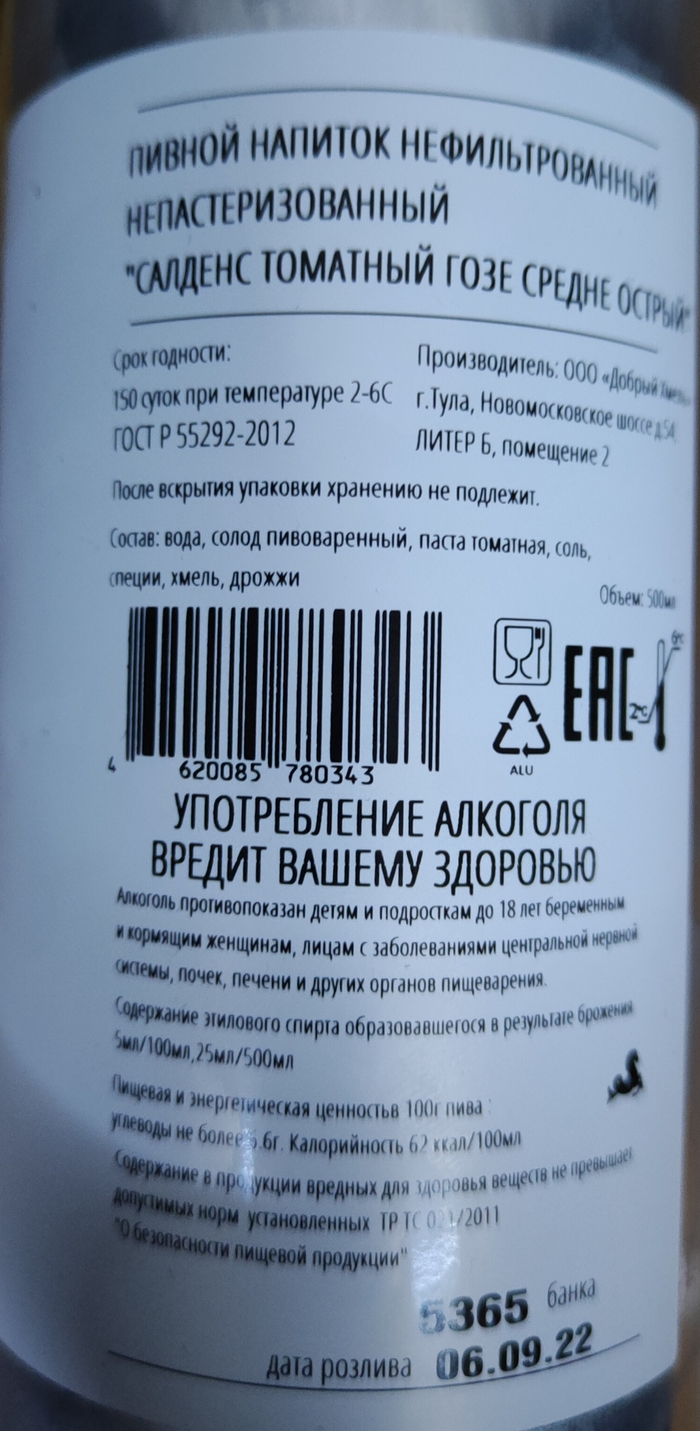 ПИВНОЙ НАПИТОК НЕФИЛЬТРОВАННЫЙ
НЕПАСТЕРИЗОВАННЫЙ
"САЛДЕНС ТОМАТНЫЙ ГОЗЕ СРЕДНЕ ОСТРЫЙ"
Срок годности:
150 суток при температуре 2-6С
ГОСТ Р 55292-2012
Производитель: ООО «Добрый
г.Тула, Новомосковское шоссе д.54
ЛИТЕР Б, помещение 2
После вскрытия упаковки хранению не подлежит.
Состав: вода, солод пивоваренный, паста томатная, соль,
специи, хмель, дрожжи
Объем: 500мл
6°C
EAC
2°C
ALU
4 620085 780343
УПОТРЕБЛЕНИЕ АЛКОГОЛЯ
ВРЕДИТ ВАШЕМУ ЗДОРОВЬЮ
Алкоголь противопоказан детям и подросткам до 18 лет беременным
и кормящим женщинам, лицам с заболеваниями центральной нервной
системы, почек, печени и других органов пищеварения.
Содержание этилового спирта образовавшегося в результате брожения
5мл/100мл,25мл/500мл
Пищевая и энергетическая ценностьв 100г пива :
углеводы не более Калорийность 62 ккал/100мл
Содержание в продукции вредных для здоровья веществ не превышает
допустимых норм установленных ТР ТС
"О безопасности пищевой продукции"
5365 банка
дата розлива 06.09.22